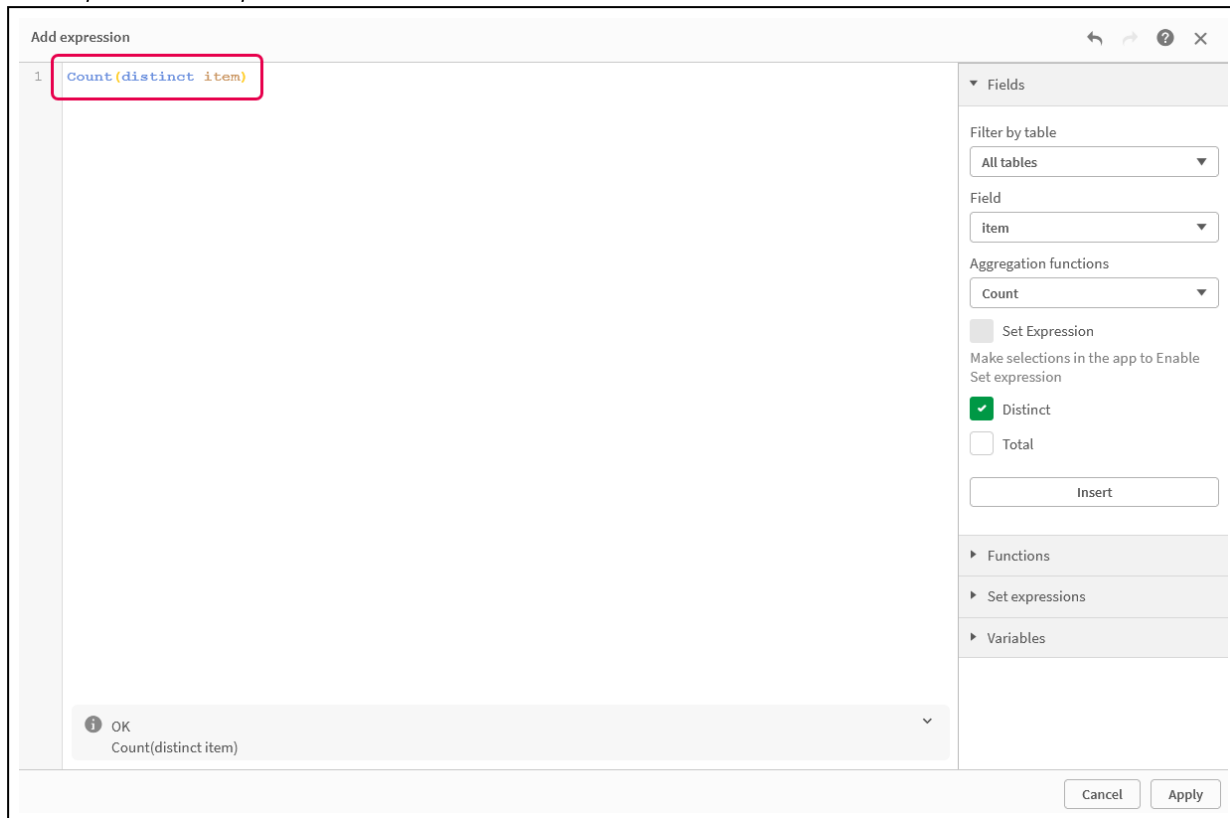 Add expression
1 Count(distinct item)
Fields
Filter by table
All tables
Field
item
Aggregation functions
Count
Set Expression
Make selections in the app to Enable
Set expression
Distinct
Total
Insert
Functions
Set expressions
Variables
OK
Count(distinct item)
Cancel Apply